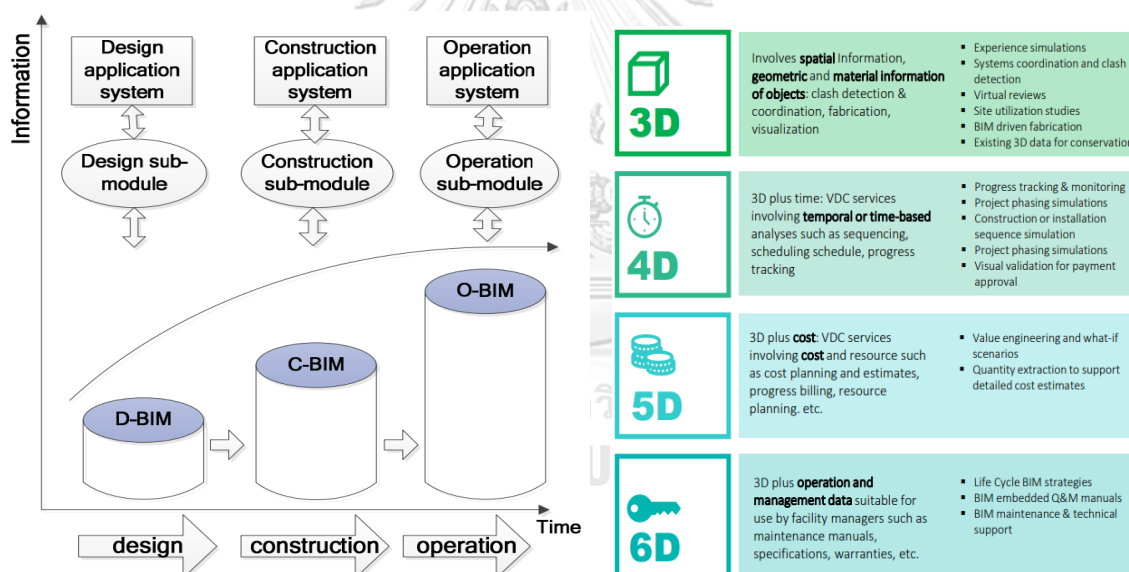 Information
Design
application
system
Construction
application
system
Operation
application
system
Design sub-
module
Construction
sub-module
Operation
sub-module
D-BIM
C-BIM
O-BIM
Time
design
construction
operation
3D
Involves spatial Information,
geometric and material information
of objects: clash detection &
coordination, fabrication,
visualization
▪ Experience simulations
▪ Systems coordination and clash
detection
▪ Virtual reviews
▪ Site utilization studies
▪ BIM driven fabrication
▪ Existing 3D data for conservation
4D
3D plus time: VDC services
involving temporal or time-based
analyses such as sequencing,
scheduling schedule, progress
tracking
▪ Progress tracking & monitoring
▪ Project phasing simulations
▪ Construction or installation
sequence simulation
▪ Project phasing simulations
▪ Visual validation for payment
approval
5D
3D plus cost: VDC services
involving cost and resource such
as cost planning and estimates,
progress billing, resource
planning. etc.
▪ Value engineering and what-if
scenarios
▪ Quantity extraction to support
detailed cost estimates
6D
3D plus operation and
management data suitable for
use by facility managers such as
maintenance manuals,
specifications, warranties, etc.
▪ Life Cycle BIM strategies
▪ BIM embedded Q&M manuals
▪ BIM maintenance & technical
support